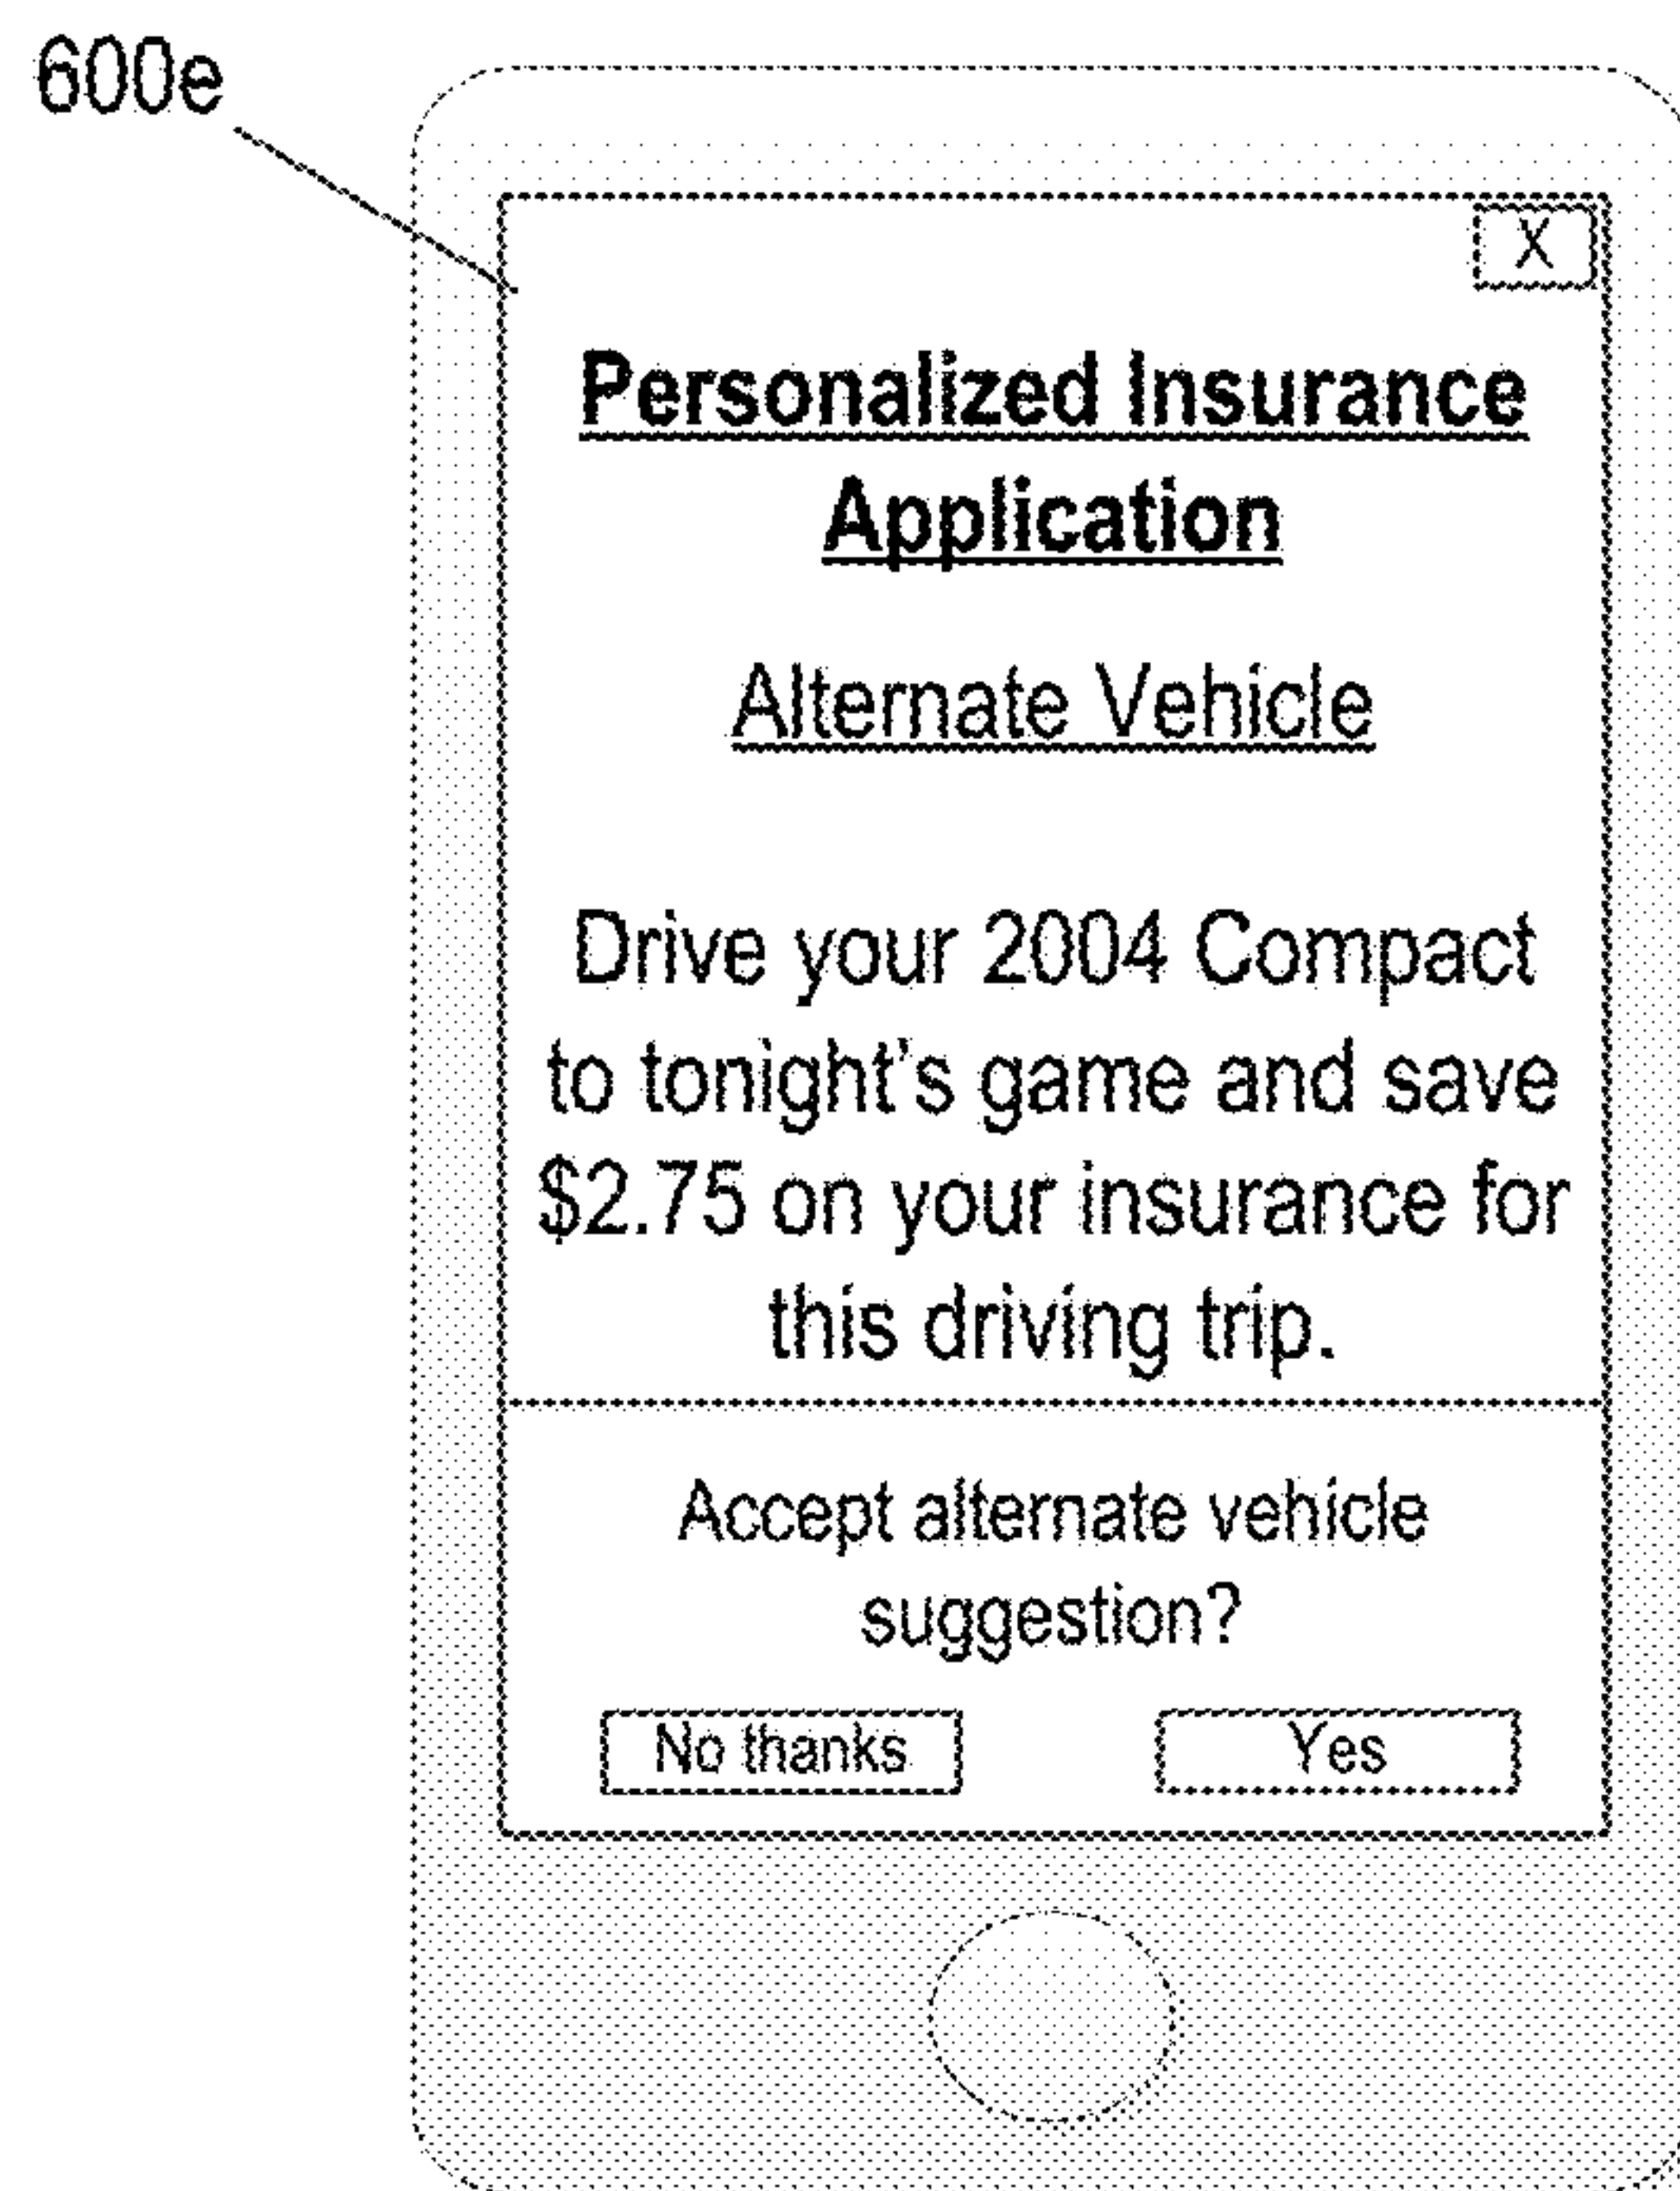 600e
X
Personalized Insurance
Application
Alternate Vehicle
Drive your 2004 Compact
to tonight's game and save
$2.75 on your insurance for
this driving trip.
Accept alternate vehicle
suggestion?
No thanks
Yes